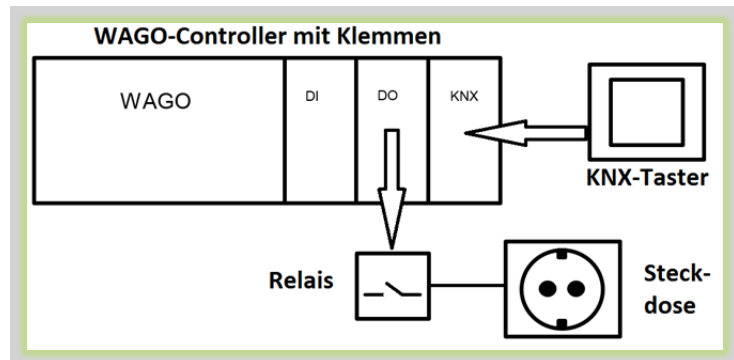 WAGO-Controller mit Klemmen
WAGO
DI
DO
KNX
KNX-Taster
Relais
Steck-
dose